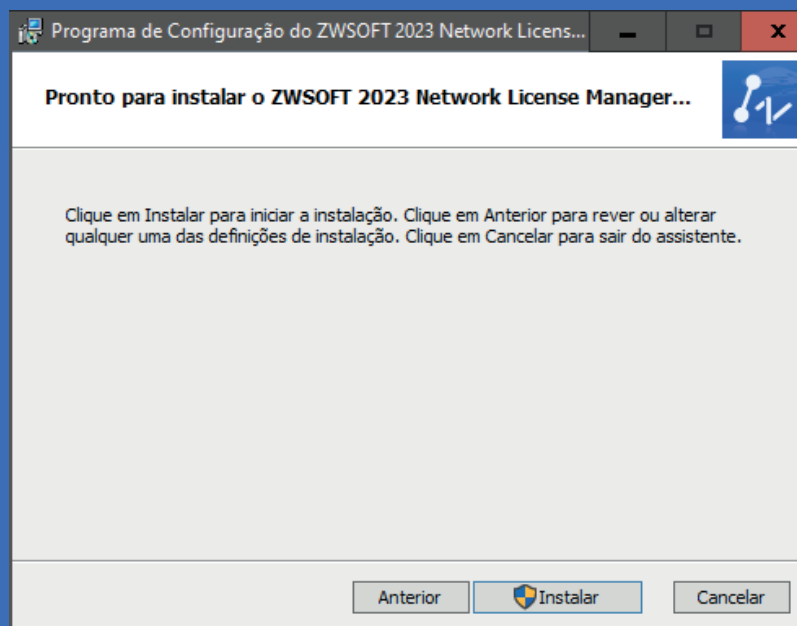 Programa de Configuração do ZWSOFT 2023 Network Licens...
Pronto para instalar o ZWSOFT 2023 Network License Manager...
Clique em Instalar para iniciar a instalação. Clique em Anterior para rever ou alterar
qualquer uma das definições de instalação. Clique em Cancelar para sair do assistente.
Anterior
Instalar
Cancelar